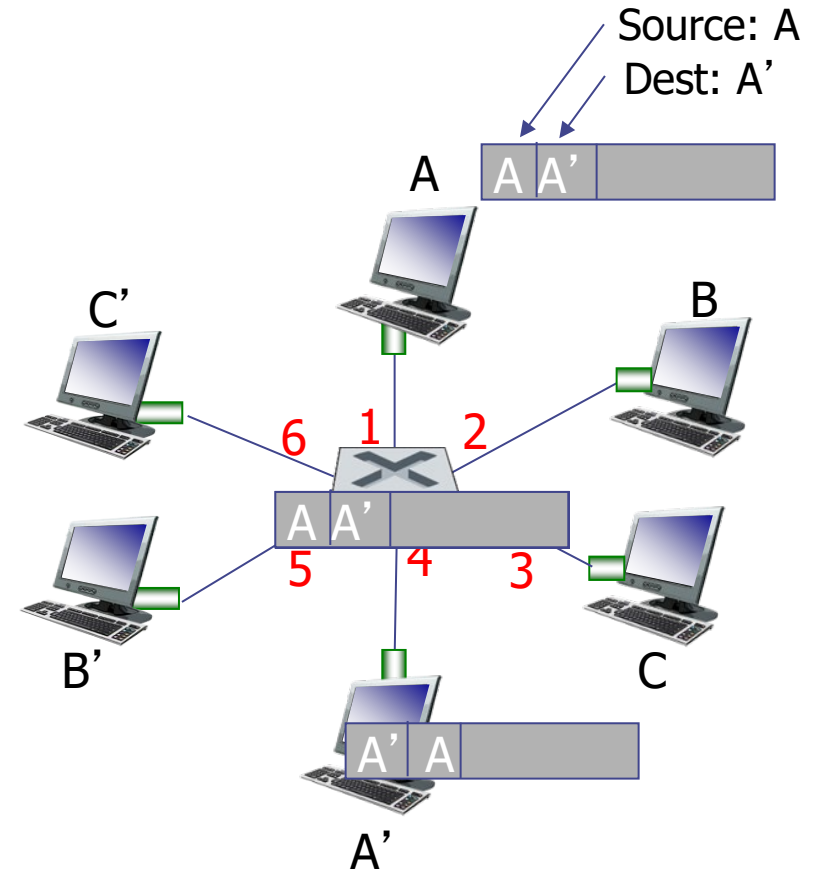 Source: A
Dest: A’
A A’
A
B
C’
6 1 2
A A’
5 4 3
B’
C
A’ A
A’